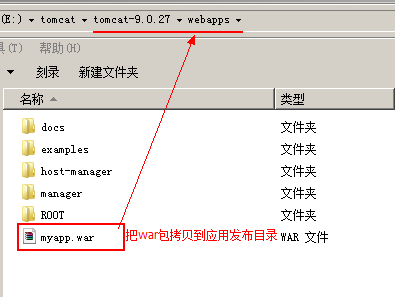 (E:) ▸ tomcat ▸ tomcat-9.0.27 ▸ webapps ▸
具(T) 帮助(H)
刻录 新建文件夹
名称 类型
docs 文件夹
examples 文件夹
host-manager 文件夹
manager 文件夹
ROOT 文件夹
myapp.war 把war包拷贝到应用发布目录 WAR 文件